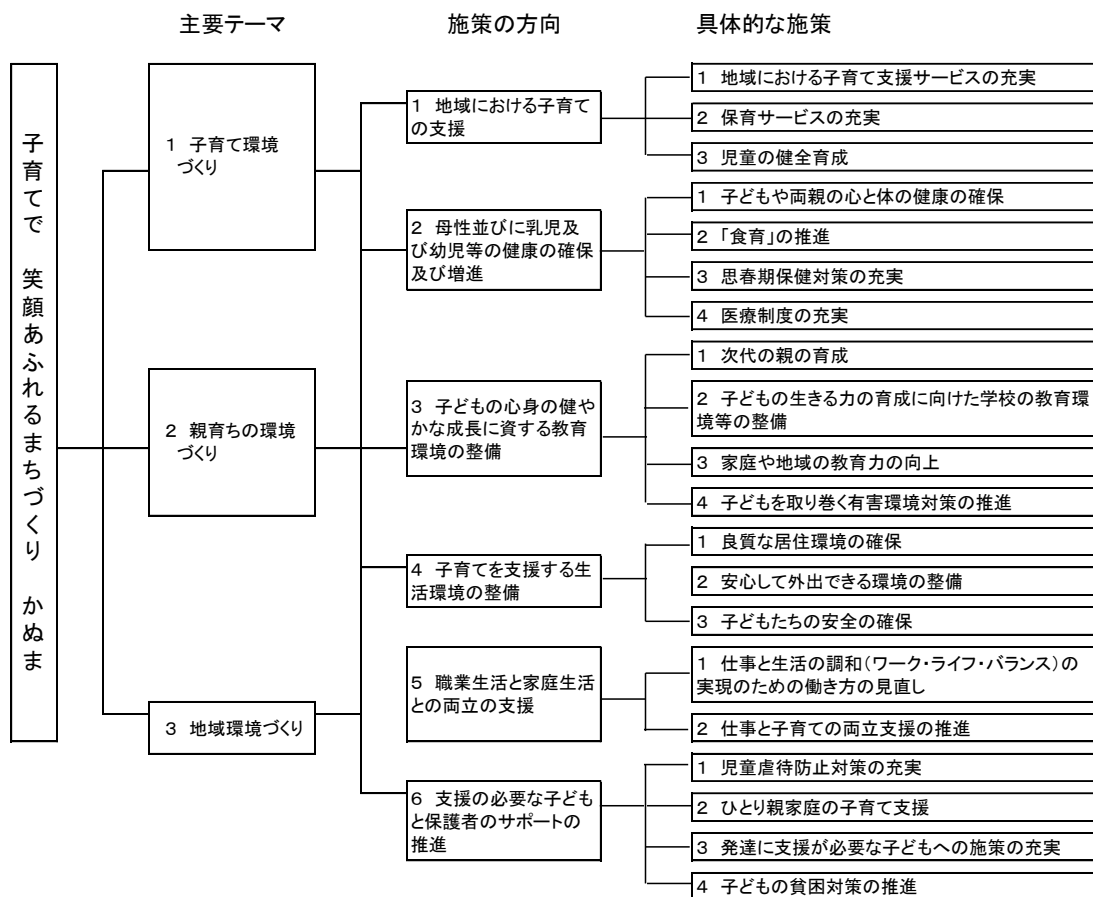 主要テーマ
施策の方向
具体的な施策
子育てで 笑顔あふれるまちづくり かぬま
1 子育て環境
づくり
2 親育ちの環境
づくり
3 地域環境づくり
1 地域における子育て
の支援
1 地域における子育て支援サービスの充実
2 保育サービスの充実
3 児童の健全育成
2 母性並びに乳児及
び幼児等の健康の確保
及び増進
1 子どもや両親の心と体の健康の確保
2 「食育」の推進
3 思春期保健対策の充実
4 医療制度の充実
3 子どもの心身の健や
かな成長に資する教育
環境の整備
1 次代の親の育成
2 子どもの生きる力の育成に向けた学校の教育環
境等の整備
3 家庭や地域の教育力の向上
4 子どもを取り巻く有害環境対策の推進
4 子育てを支援する生
活環境の整備
1 良質な居住環境の確保
2 安心して外出できる環境の整備
3 子どもたちの安全の確保
5 職業生活と家庭生活
との両立の支援
1 仕事と生活の調和(ワーク・ライフ・バランス)の
実現のための働き方の見直し
2 仕事と子育ての両立支援の推進
6 支援の必要な子ども
と保護者のサポートの
推進
1 児童虐待防止対策の充実
2 ひとり親家庭の子育て支援
3 発達に支援が必要な子どもへの施策の充実
4 子どもの貧困対策の推進